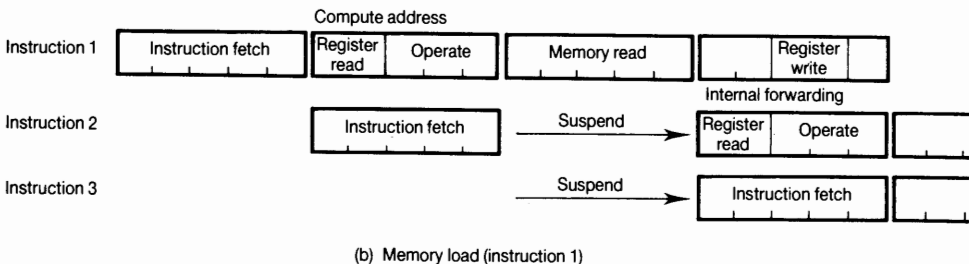 Compute address
Instruction 1
Instruction fetch
Register read
Operate
Memory read
Register write
Internal forwarding
Instruction 2
Instruction fetch
Suspend
Register read
Operate
Instruction 3
Suspend
Instruction fetch
(b) Memory load (instruction 1)